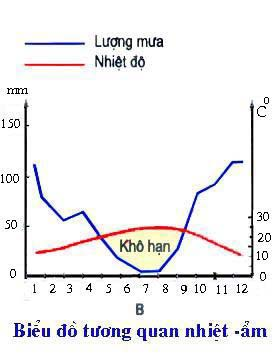 Lượng mưa
Nhiệt độ
mm
o
C
150
100
50
0
30
20
10
0
Khô hạn
1 2 3 4 5 6 7 8 9 10 11 12
B
Biểu đồ tương quan nhiệt -ẩm